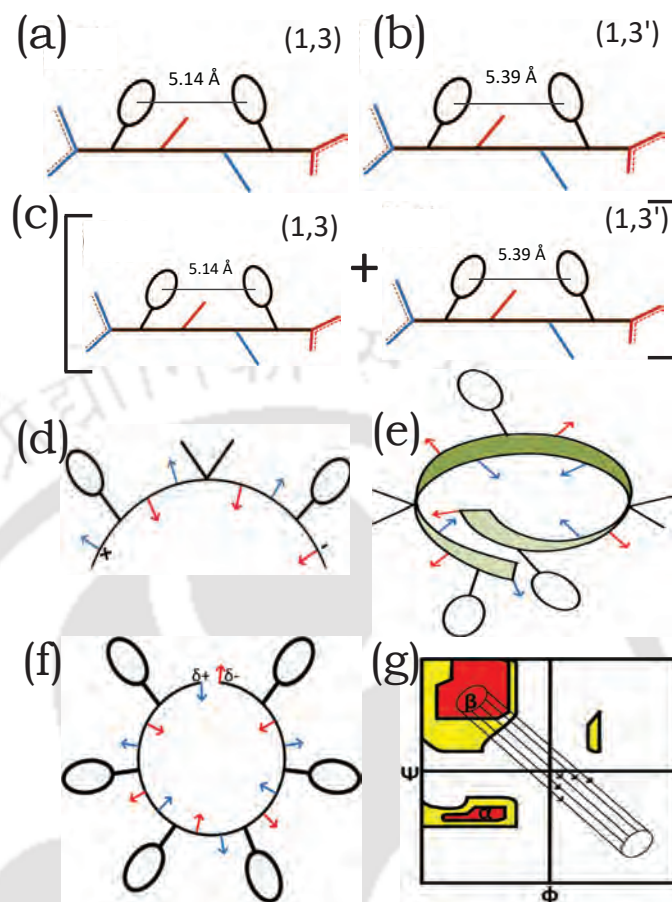 (a)
(1,3)
5.14 Å
(b)
(1,3')
5.39 Å
(c)
(1,3)
5.14 Å
+
(1,3')
5.39 Å
(d)
+
-
(e)
(f)
δ+ δ-
(g)
β
α
Ψ
Φ